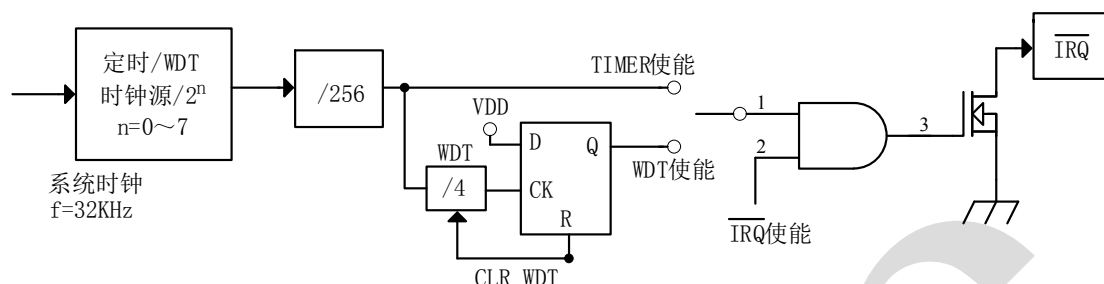 定时/WDT
时钟源/2ⁿ
n=0～7
系统时钟
f=32KHz
/256
TIMER使能
VDD
D
Q
WDT
/4
CK
R
WDT使能
CLR WDT
1
2
3
IRQ使能
IRQ